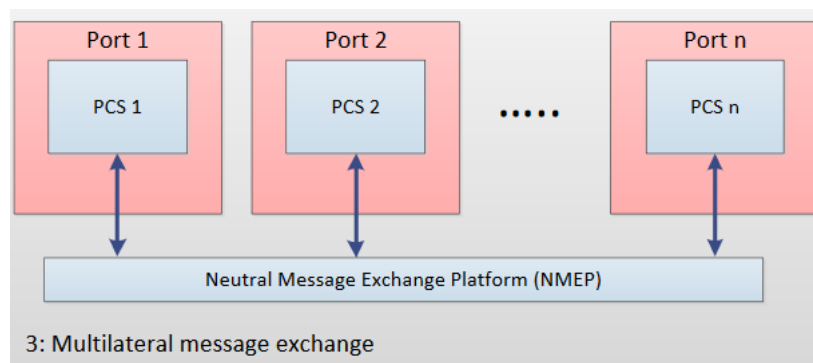 Port 1
Port 2
Port n
PCS 1
PCS 2
.....
PCS n
Neutral Message Exchange Platform (NMEP)
3: Multilateral message exchange